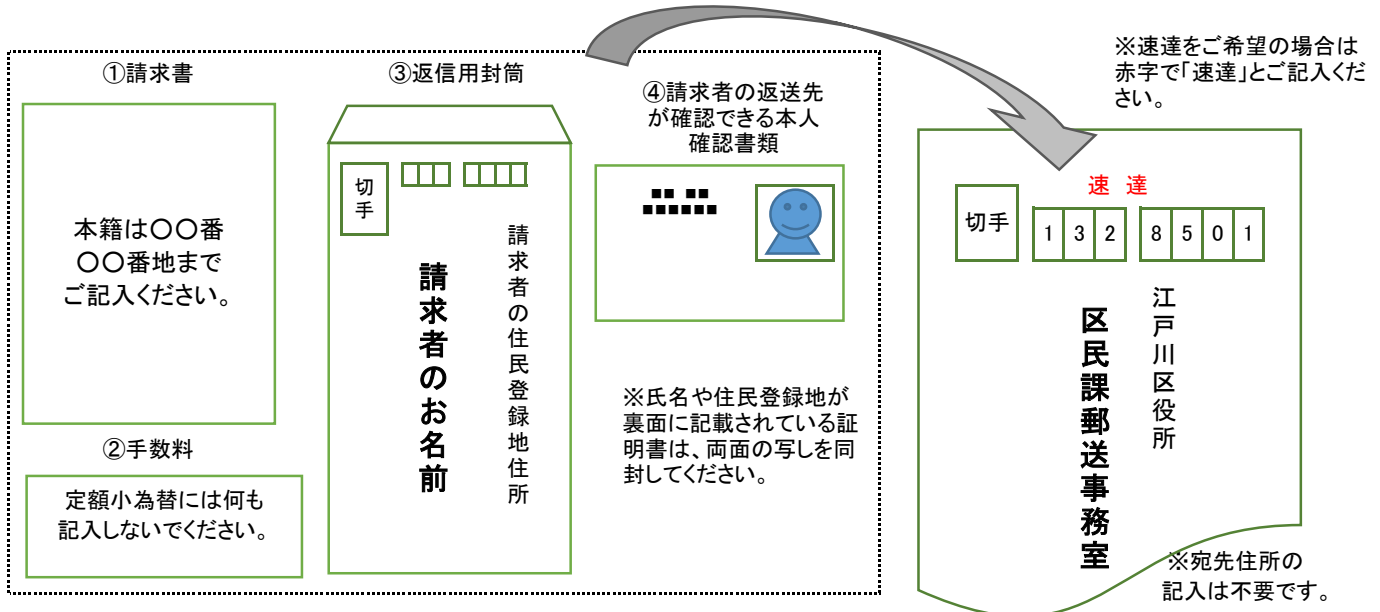 ①請求書
本籍は〇〇番
〇〇番地まで
ご記入ください。
②手数料
定額小為替には何も
記入しないでください。
③返信用封筒
切手
請求者の住民登録地住所
請求者のお名前
④請求者の返送先
が確認できる本人
確認書類
※氏名や住民登録地が
裏面に記載されている証
明書は、両面の写しを同
封してください。
※速達をご希望の場合は
赤字で「速達」とご記入くだ
さい。
速 達
切手
1 3 2 8 5 0 1
江戸川区役所
区民課郵送事務室
※宛先住所の
記入は不要です。